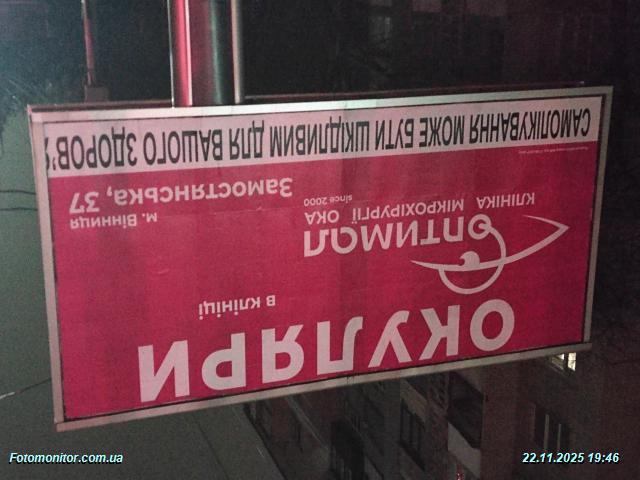 ОКУЛЯРИ
в клініці
ОПТИМАЛ
КЛІНІКА МІКРОХІРУРГІЇ ОКА
since 2000
м. Вінниця
Замостянська, 37
САМОЛІКУВАННЯ МОЖЕ БУТИ ШКІДЛИВИМ ДЛЯ ВАШОГО ЗДОРОВ'Я
Fotomonitor.com.ua
22.11.2025 19:46